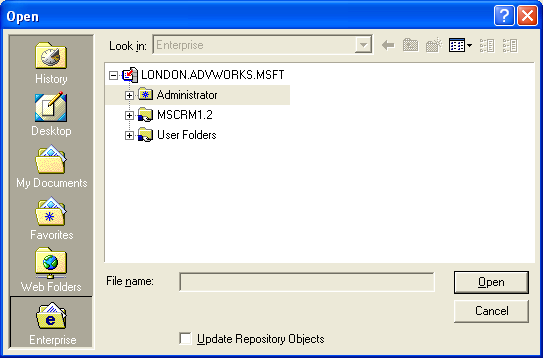 Open
Look in: Enterprise
History
Desktop
My Documents
Favorites
Web Folders
Enterprise
LONDON.ADVWORKS.MSFT
Administrator
MSCRM1.2
User Folders
File name:
Open
Cancel
Update Repository Objects